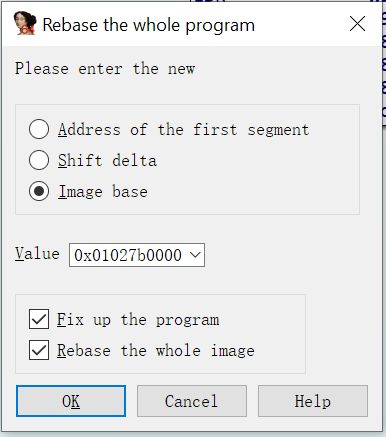 Rebase the whole program
Please enter the new
Address of the first segment
Shift delta
Image base
Value 0x01027b0000
Fix up the program
Rebase the whole image
OK Cancel Help